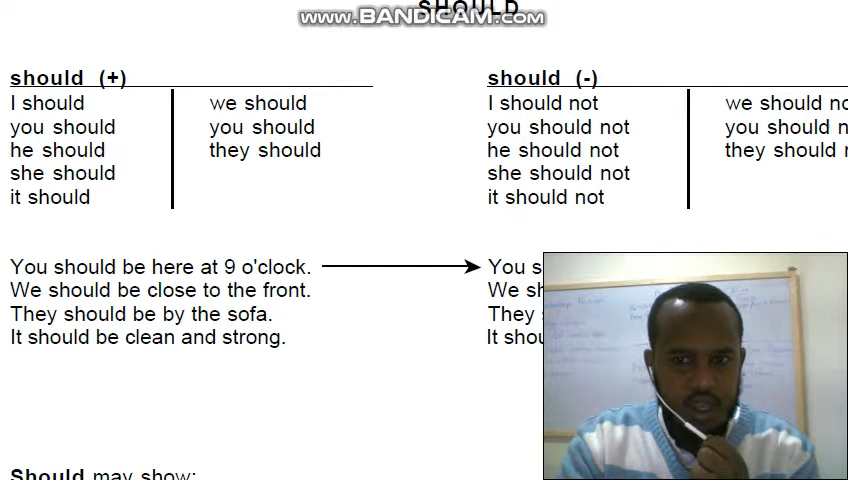 SHOULD
www.BANDICAM.com
should (+)
I should
you should
he should
she should
it should
we should
you should
they should
should (-)
I should not
you should not
he should not
she should not
it should not
we should
you should
they should
You should be here at 9 o'clock.
We should be close to the front.
They should be by the sofa.
It should be clean and strong.
You
We
They
It
Should may show: